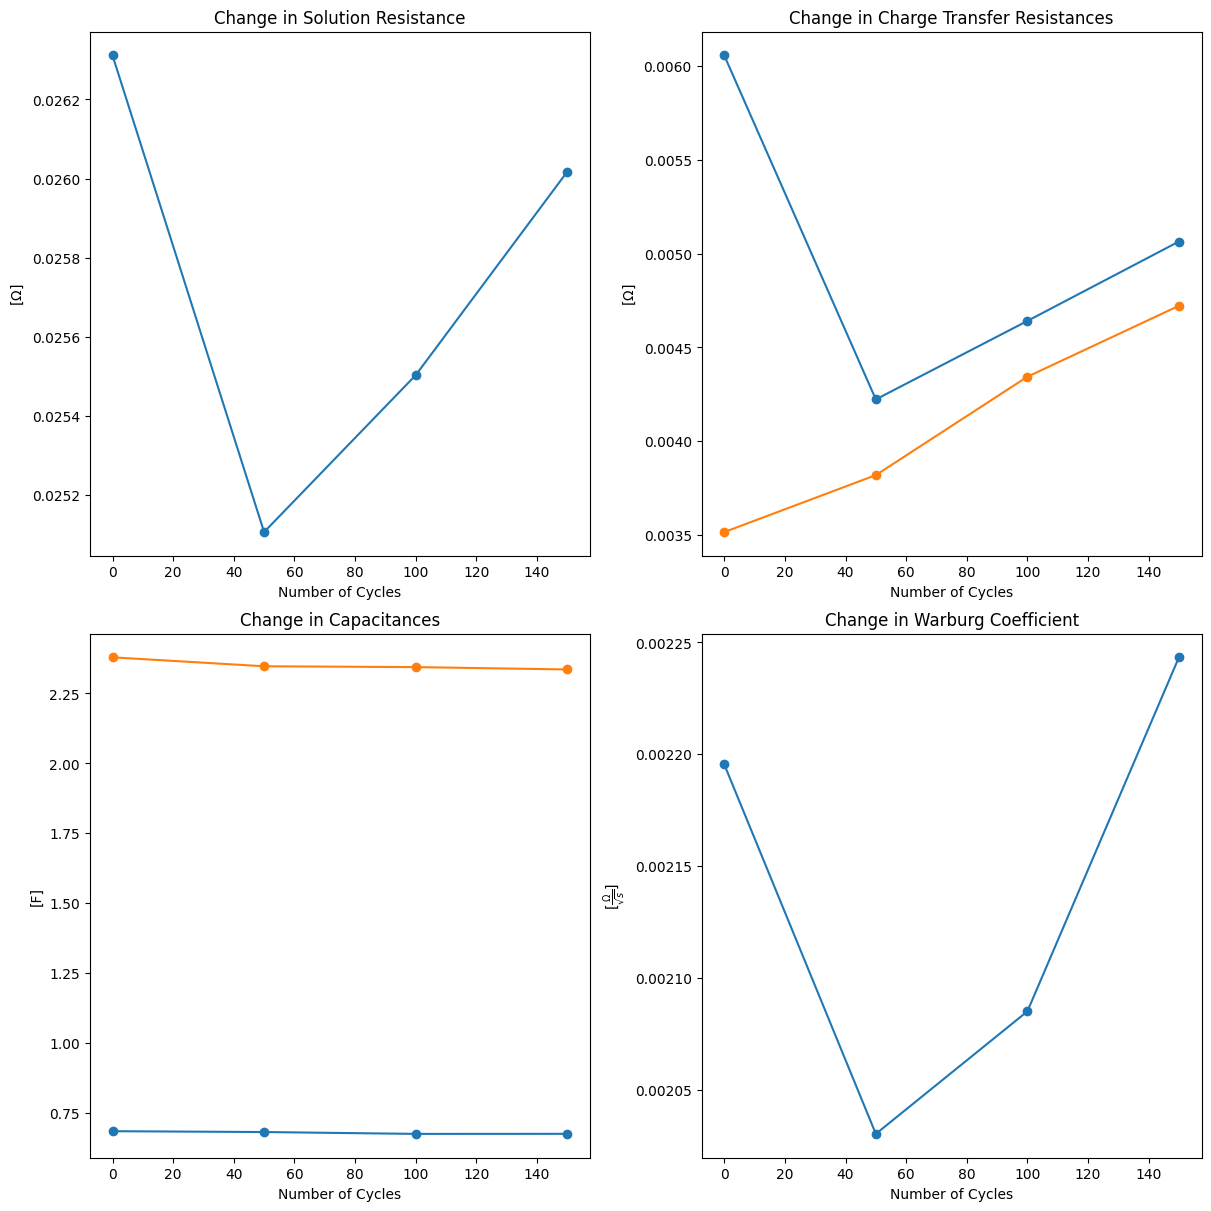 Change in Solution Resistance
0.0262
0.0260
0.0258
0.0256
0.0254
0.0252
[Ω]
0 20 40 60 80 100 120 140
Number of Cycles
Change in Charge Transfer Resistances
0.0060
0.0055
0.0050
0.0045
0.0040
0.0035
[Ω]
0 20 40 60 80 100 120 140
Number of Cycles
Change in Capacitances
2.25
2.00
1.75
1.50
1.25
1.00
0.75
[F]
0 20 40 60 80 100 120 140
Number of Cycles
Change in Warburg Coefficient
0.00225
0.00220
0.00215
0.00210
0.00205
[Ω/√s]
0 20 40 60 80 100 120 140
Number of Cycles